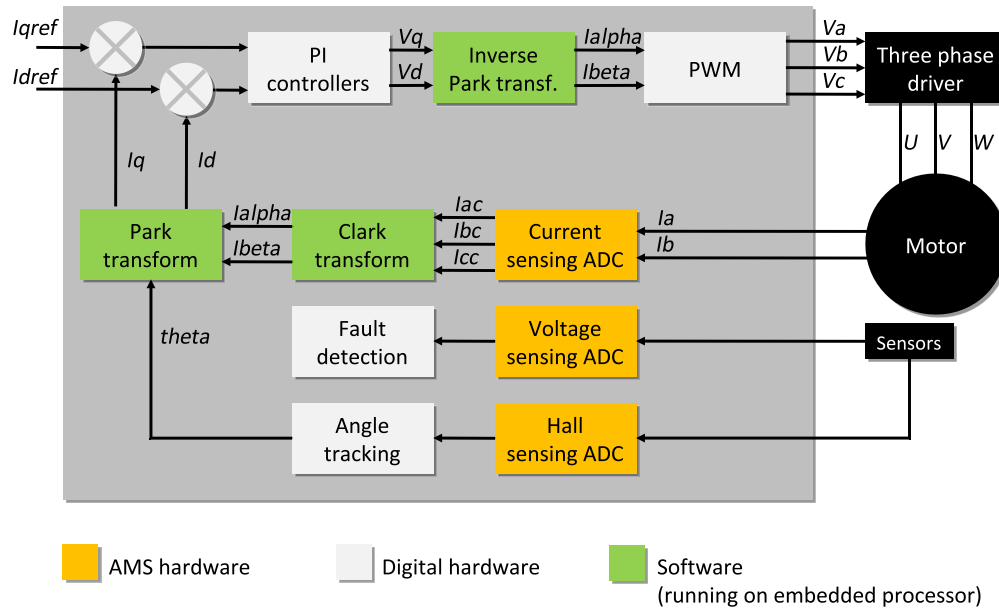 Iqref
Idref
PI
controllers
Vq
Vd
Inverse
Park transf.
Ialpha
Ibeta
PWM
Va
Vb
Vc
Three phase
driver
Iq
Id
U
V
W
Park
transform
Ialpha
Ibeta
Clark
transform
Iac
Ibc
Icc
Current
sensing ADC
Ia
Ib
Motor
theta
Fault
detection
Voltage
sensing ADC
Sensors
Angle
tracking
Hall
sensing ADC
AMS hardware
Digital hardware
Software
(running on embedded processor)